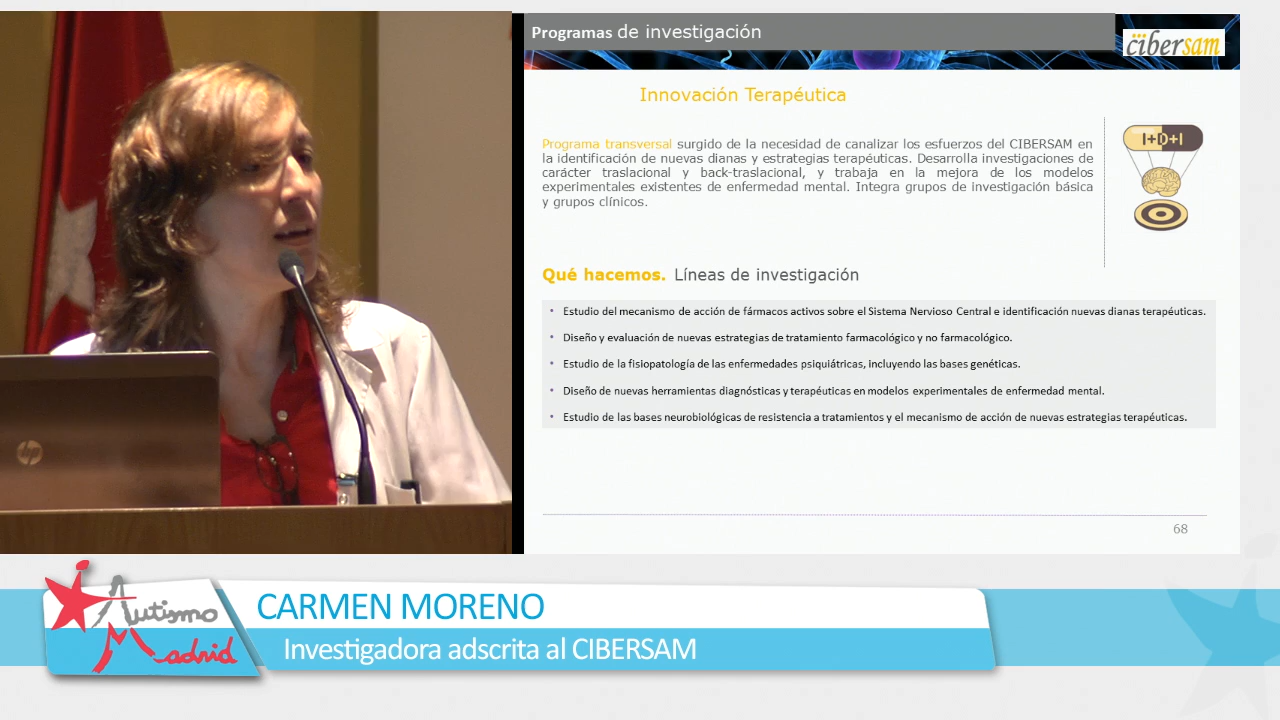 Programas de investigación
cibersam
Innovación Terapéutica
Programa transversal surgido de la necesidad de canalizar los esfuerzos del CIBERSAM en
la identificación de nuevas dianas y estrategias terapéuticas. Desarrolla investigaciones de
carácter traslacional y back-traslacional, y trabaja en la mejora de los modelos
experimentales existentes de enfermedad mental. Integra grupos de investigación básica
y grupos clínicos.
I+D+I
Qué hacemos. Líneas de investigación
• Estudio del mecanismo de acción de fármacos activos sobre el Sistema Nervioso Central e identificación nuevas dianas terapéuticas.
• Diseño y evaluación de nuevas estrategias de tratamiento farmacológico y no farmacológico.
• Estudio de la fisiopatología de las enfermedades psiquiátricas, incluyendo las bases genéticas.
• Diseño de nuevas herramientas diagnósticas y terapéuticas en modelos experimentales de enfermedad mental.
• Estudio de las bases neurobiológicas de resistencia a tratamientos y el mecanismo de acción de nuevas estrategias terapéuticas.
68
hp
Autismo
Madrid
CARMEN MORENO
Investigadora adscrita al CIBERSAM